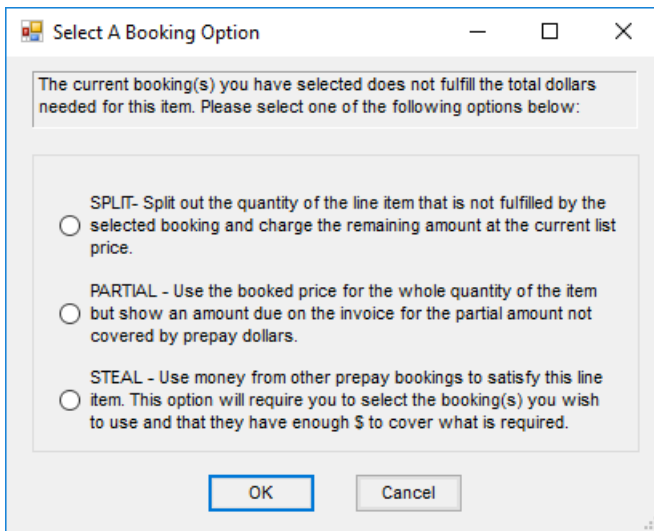 Select A Booking Option
The current booking(s) you have selected does not fulfill the total dollars
needed for this item. Please select one of the following options below:
SPLIT- Split out the quantity of the line item that is not fulfilled by the
selected booking and charge the remaining amount at the current list
price.
PARTIAL - Use the booked price for the whole quantity of the item
but show an amount due on the invoice for the partial amount not
covered by prepay dollars.
STEAL - Use money from other prepay bookings to satisfy this line
item. This option will require you to select the booking(s) you wish
to use and that they have enough $ to cover what is required.
OK
Cancel